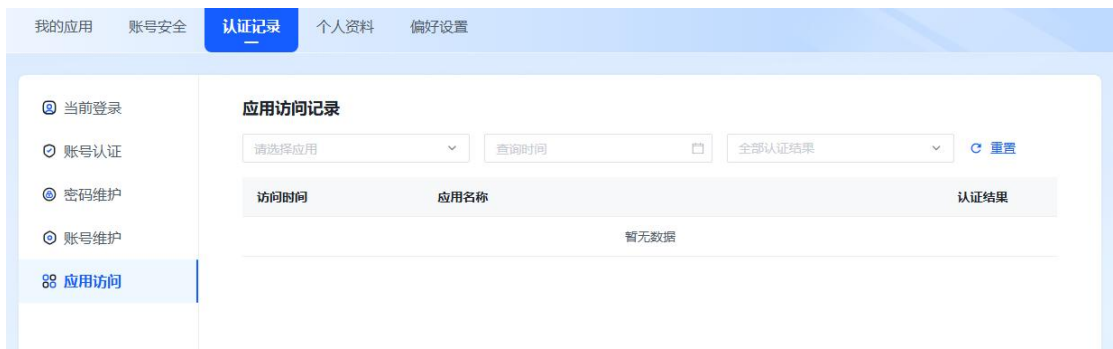 我的应用 账号安全 认证记录 个人资料 偏好设置
当前登录
账号认证
密码维护
账号维护
应用访问
应用访问记录
请选择应用 查询时间 全部认证结果 重置
访问时间 应用名称 认证结果
暂无数据